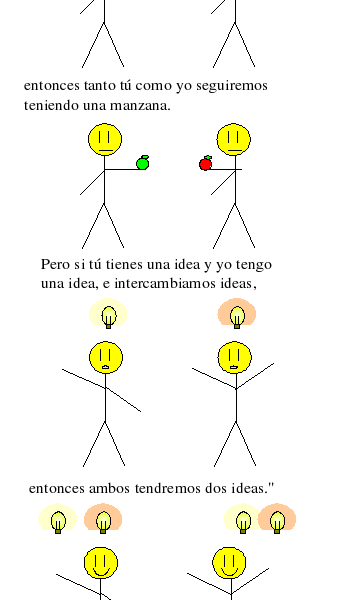 entonces tanto tú como yo seguiremos
teniendo una manzana.
Pero si tú tienes una idea y yo tengo
una idea, e intercambiamos ideas,
entonces ambos tendremos dos ideas."